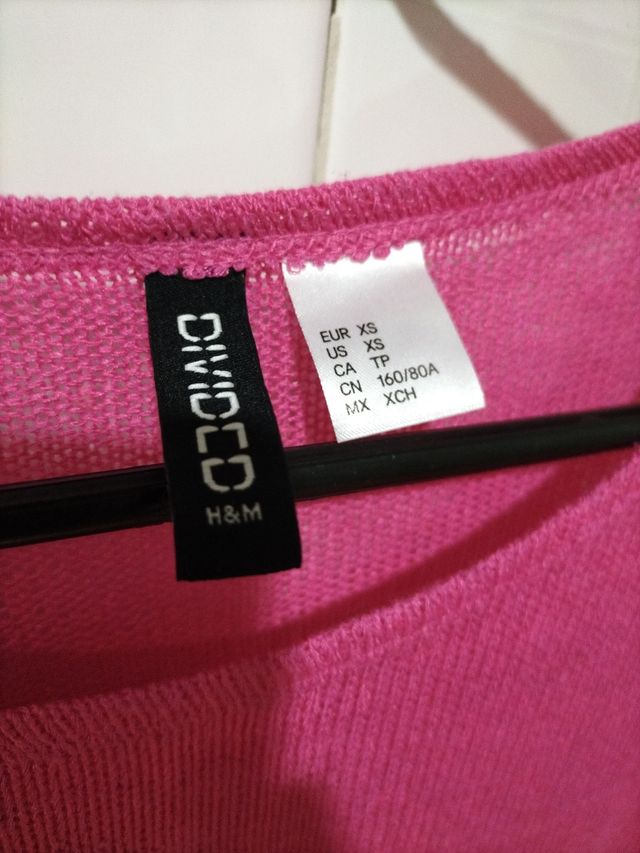 DIVIDED
H&M
EUR XS
US XS
CA TP
CN 160/80A
MX XCH